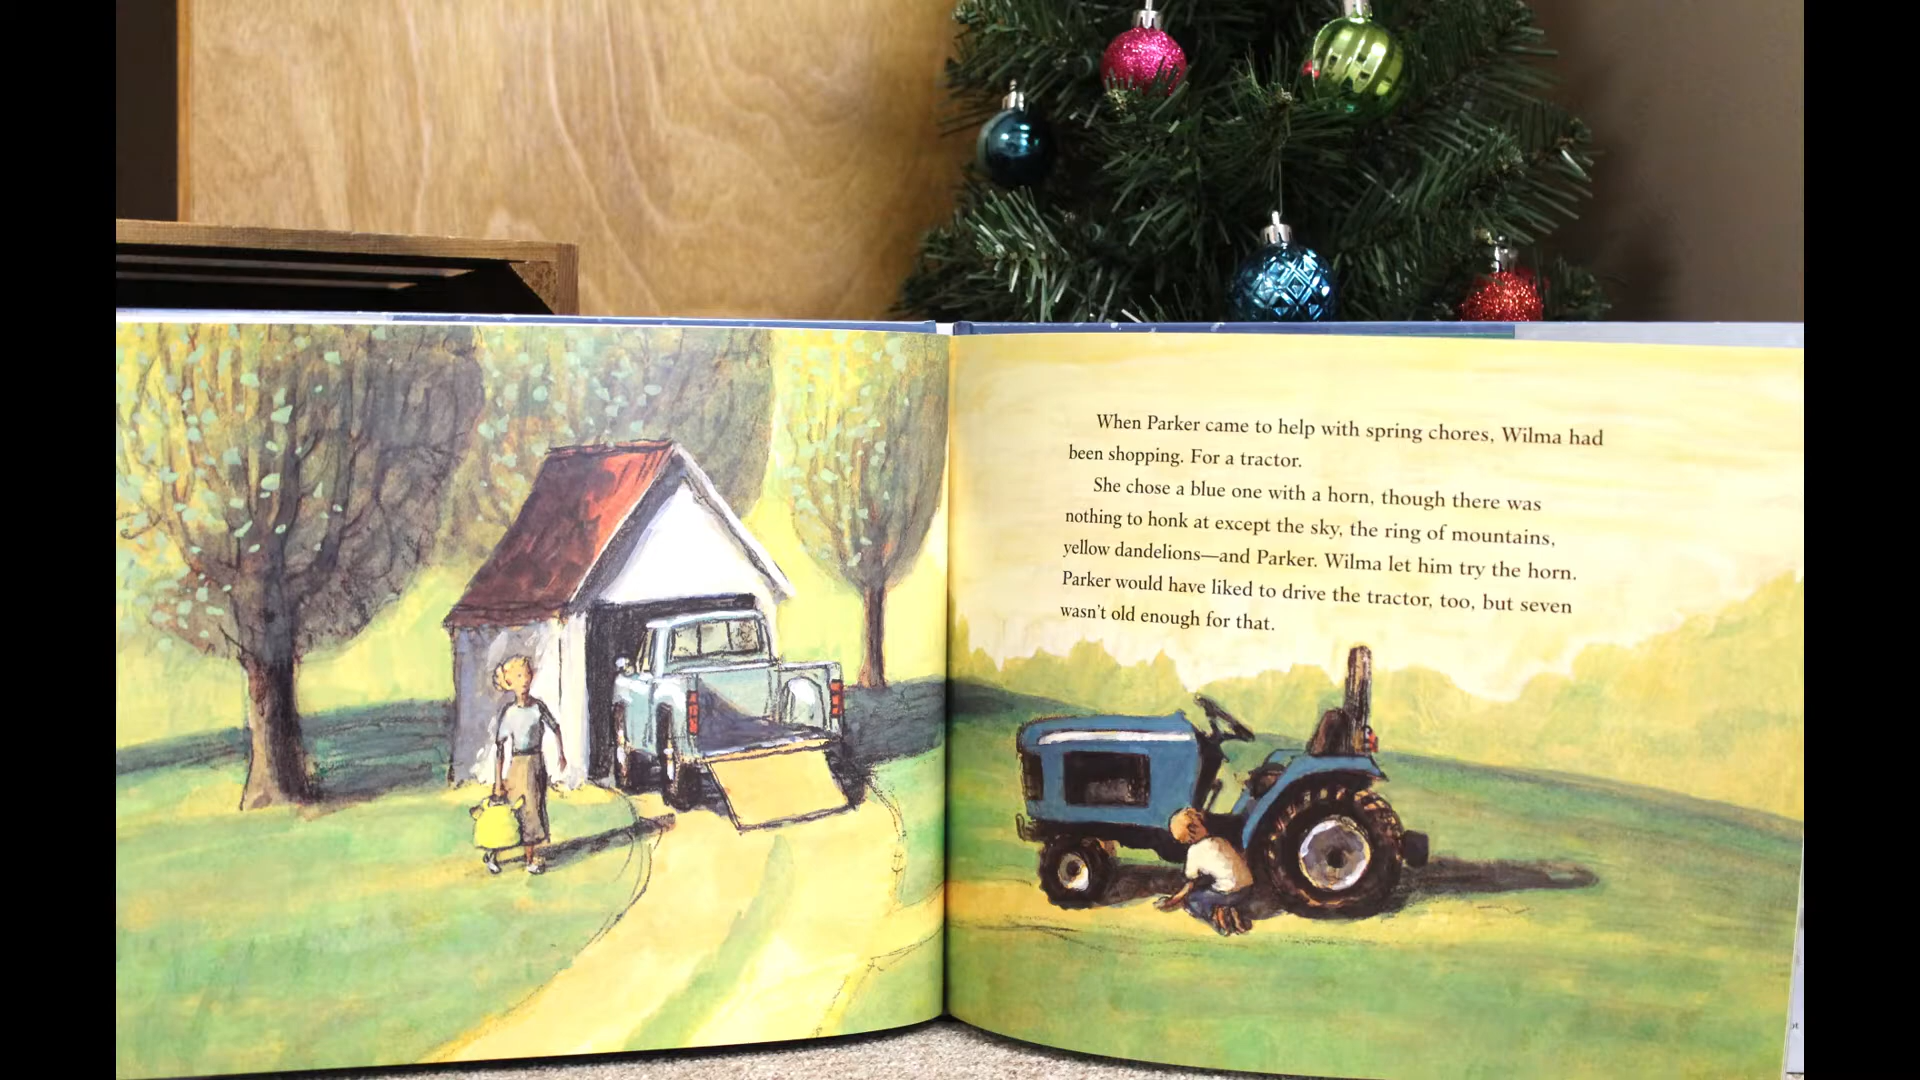 When Parker came to help with spring chores, Wilma had
been shopping. For a tractor.
She chose a blue one with a horn, though there was
nothing to honk at except the sky, the ring of mountains,
yellow dandelions—and Parker. Wilma let him try the horn.
Parker would have liked to drive the tractor, too, but seven
wasn't old enough for that.